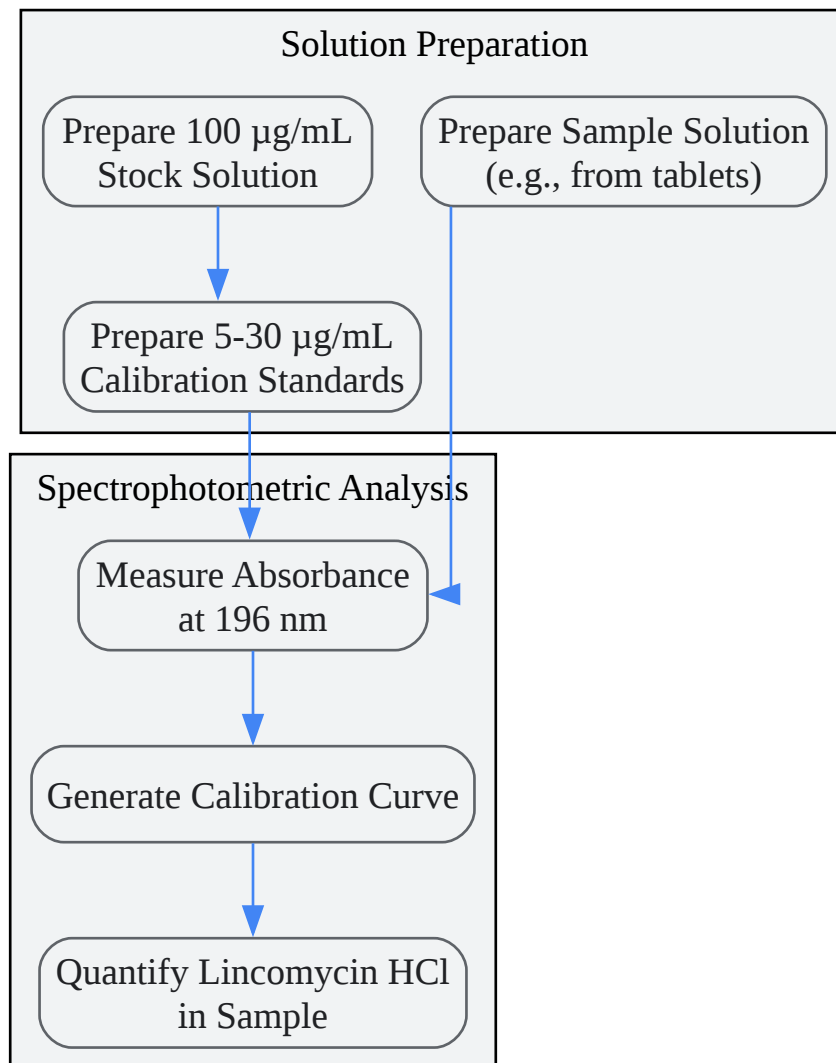 Solution Preparation
Prepare 100 µg/mL
Stock Solution
Prepare Sample Solution
(e.g., from tablets)
Prepare 5-30 µg/mL
Calibration Standards
Spectrophotometric Analysis
Measure Absorbance
at 196 nm
Generate Calibration Curve
Quantify Lincomycin HCl
in Sample